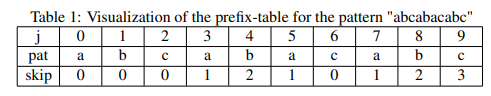 Table 1: Visualization of the prefix-table for the pattern "abcabacabc"
j 0 1 2 3 4 5 6 7 8 9
pat a b c a b a c a b c
skip 0 0 0 1 2 1 0 1 2 3